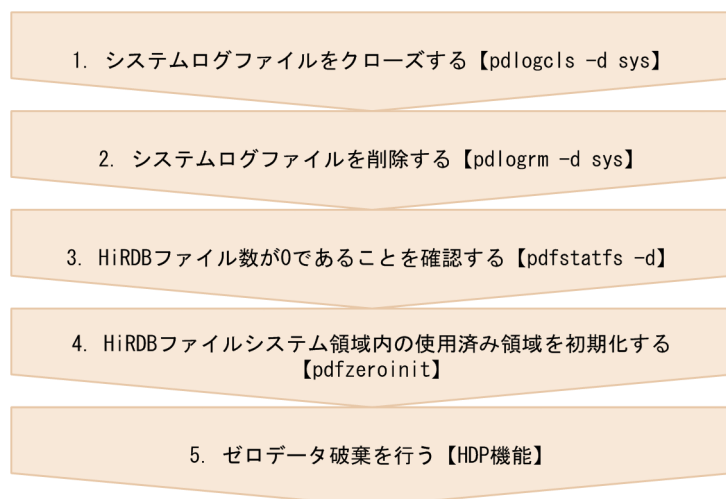 1. システムログファイルをクローズする【pdlogcls -d sys】
2. システムログファイルを削除する【pdlogrm -d sys】
3. HiRDBファイル数が0であることを確認する【pdfstatfs -d】
4. HiRDBファイルシステム領域内の使用済み領域を初期化する
【pdfzeroinit】
5. ゼロデータ破棄を行う【HDP機能】